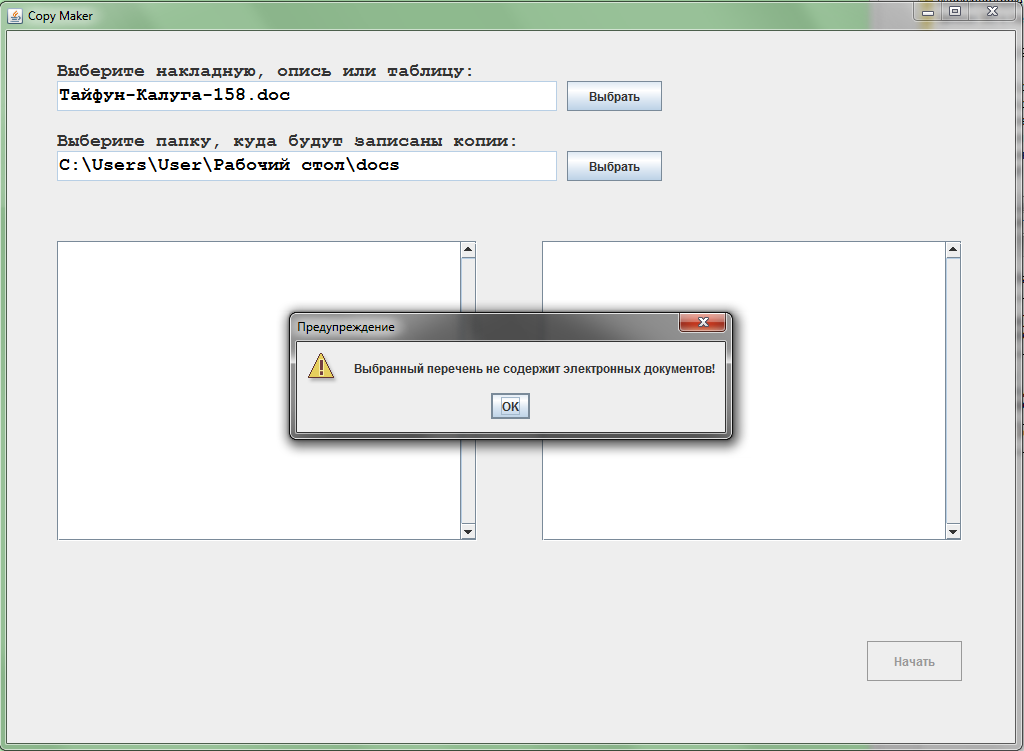 Copy Maker
Выберите накладную, опись или таблицу:
Тайфун-Калуга-158.doc
Выбрать
Выберите папку, куда будут записаны копии:
C:\Users\User\Рабочий стол\docs
Выбрать
Предупреждение
Выбранный перечень не содержит электронных документов!
OK
Начать